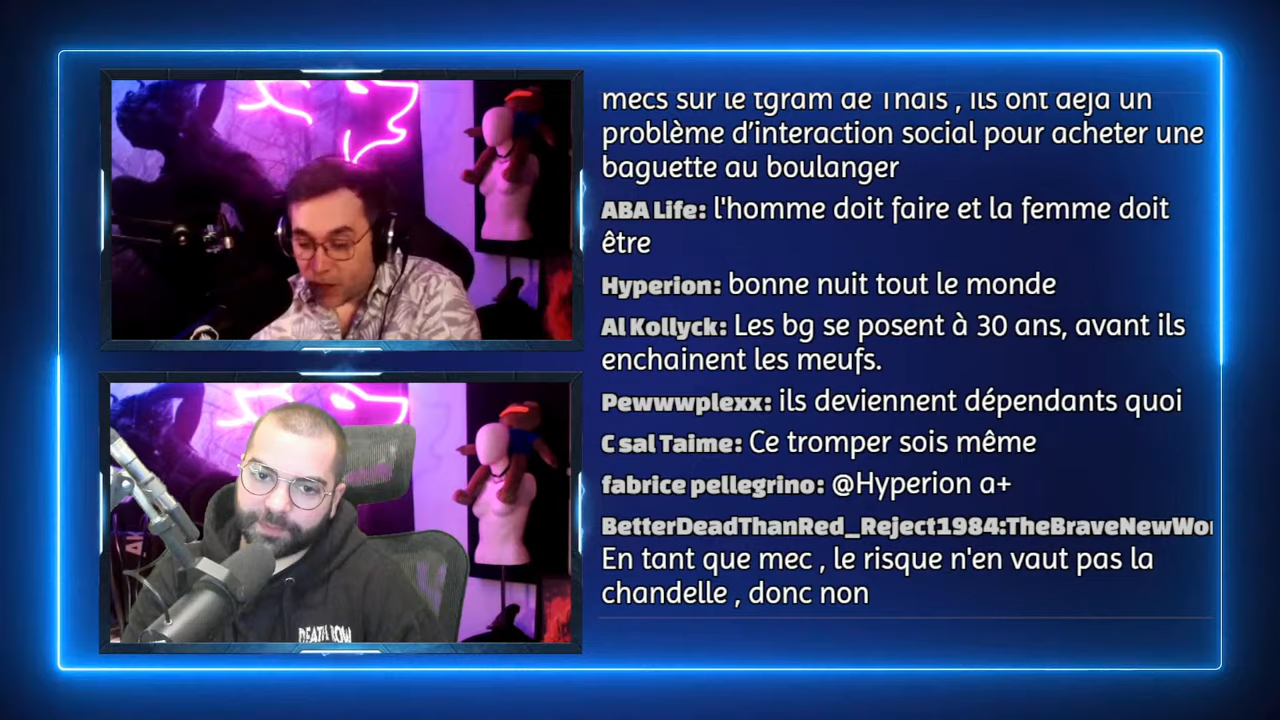 mecs sur le tgram de Thaïs , ils ont déjà un
problème d’interaction social pour acheter une
baguette au boulanger
ABA Life: l'homme doit faire et la femme doit
être
Hyperion: bonne nuit tout le monde
Al Kollyck: Les bg se posent à 30 ans, avant ils
enchainent les meufs.
Pewwwplexx: ils deviennent dépendants quoi
C sal Taime: Ce tromper sois même
fabrice pellegrino: @Hyperion a+
BetterDeadThanRed_Reject1984:TheBraveNewWor
En tant que mec , le risque n'en vaut pas la
chandelle , donc non
AK
DEATH ROW